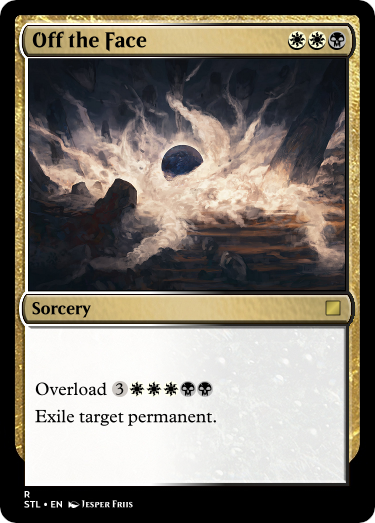 Off the Face
Sorcery
Overload 3
Exile target permanent.
R
STL • EN Jesper Friis